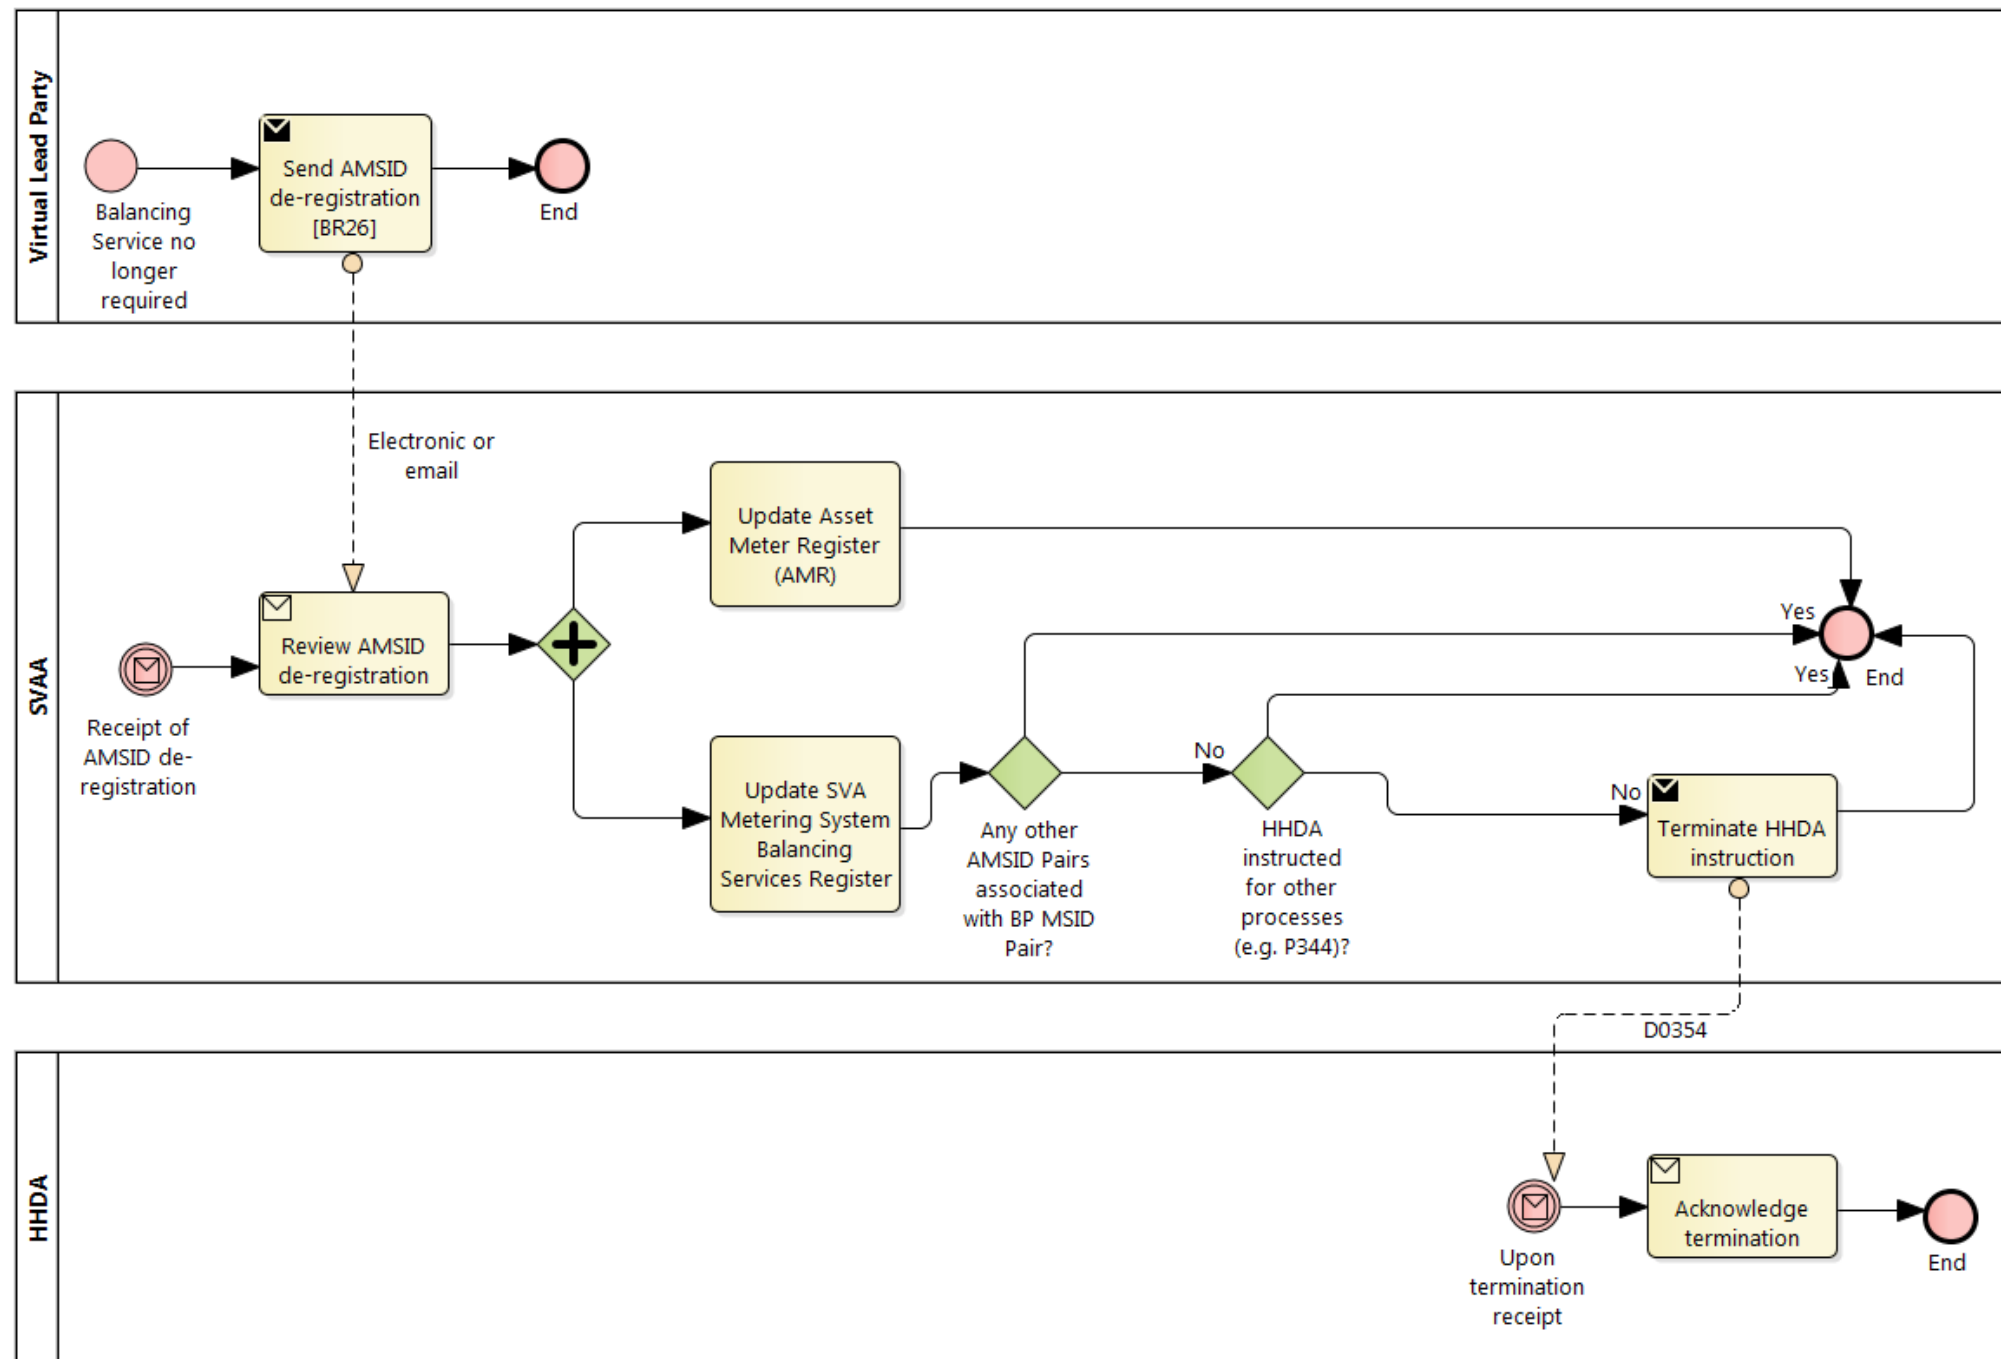 Virtual Lead Party
Send AMSID
de-registration
[BR26]
Balancing
Service no
longer
required
End
SVAA
Electronic or
email
Update Asset
Meter Register
(AMR)
Review AMSID
de-registration
Receipt of
AMSID de-
registration
Yes
Yes
End
Update SVA
Metering System
Balancing
Services Register
No
Any other
AMSID Pairs
associated
with BP MSID
Pair?
HHDA
instructed
for other
processes
(e.g. P344)?
No
Terminate HHDA
instruction
D0354
HHDA
Upon
termination
receipt
Acknowledge
termination
End